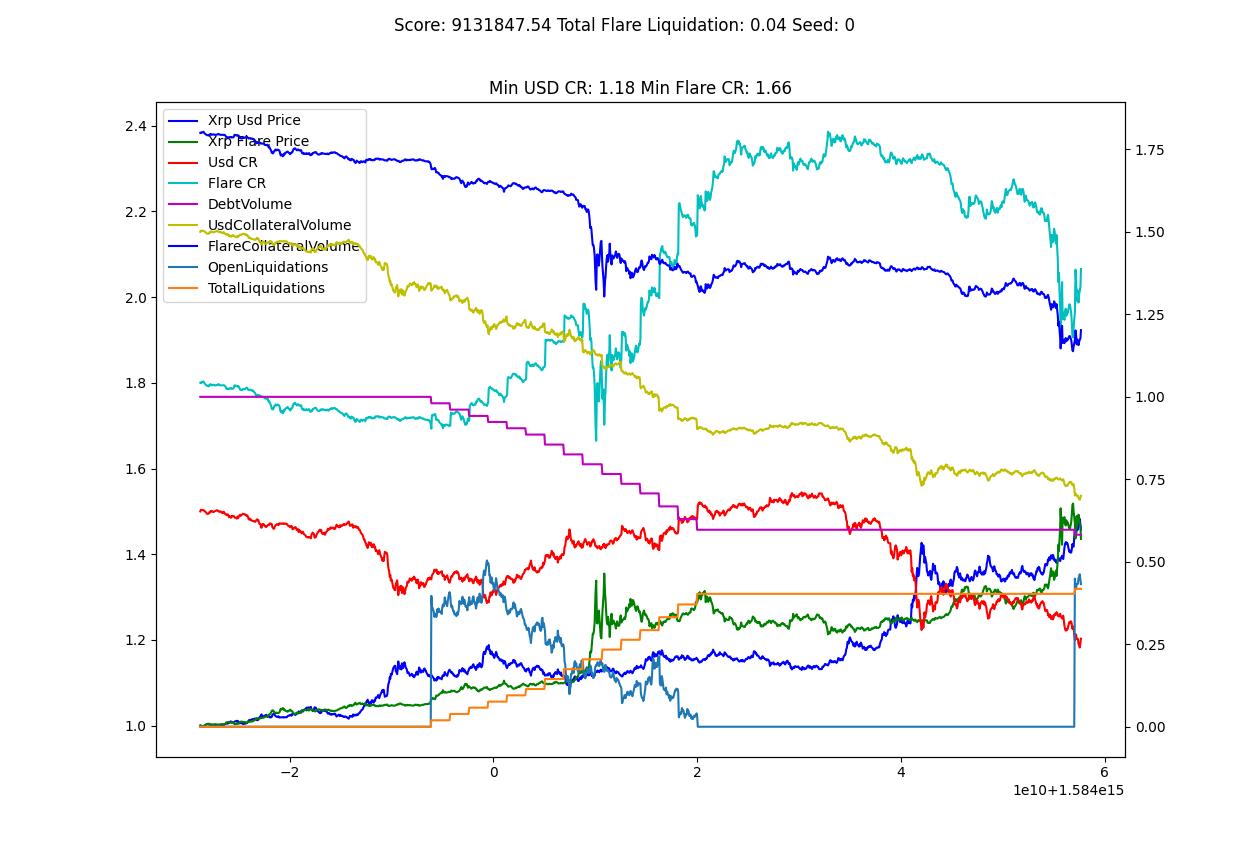 Score: 9131847.54 Total Flare Liquidation: 0.04 Seed: 0
Min USD CR: 1.18 Min Flare CR: 1.66
Xrp Usd Price
Xrp Flare Price
Usd CR
Flare CR
DebtVolume
UsdCollateralVolume
FlareCollateralVolume
OpenLiquidations
TotalLiquidations
2.4
2.2
2.0
1.8
1.6
1.4
1.2
1.0
1.75
1.50
1.25
1.00
0.75
0.50
0.25
0.00
−2 0 2 4 6
1e10+1.584e15